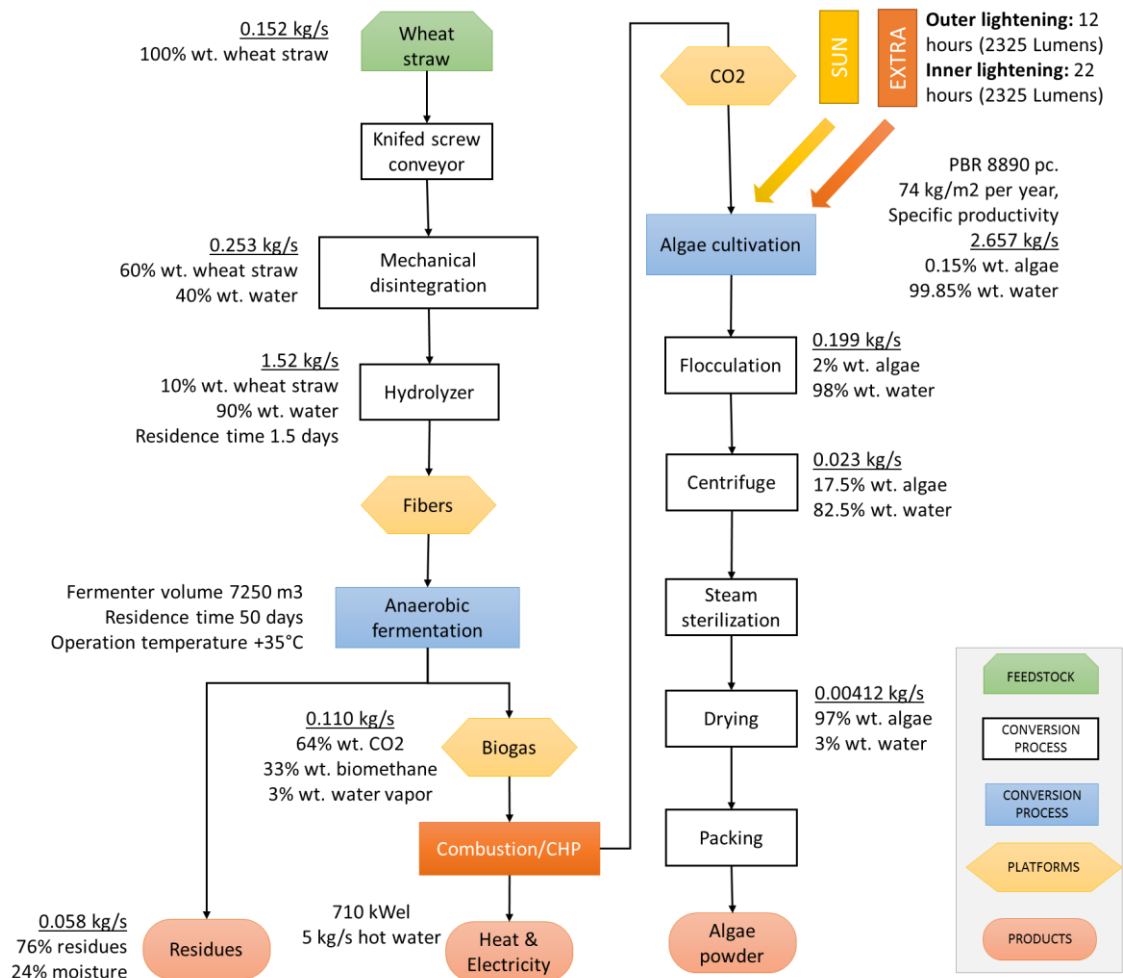 0.152 kg/s
100% wt. wheat straw
Wheat
straw
Knifed screw
conveyor
0.253 kg/s
60% wt. wheat straw
40% wt. water
Mechanical
disintegration
1.52 kg/s
10% wt. wheat straw
90% wt. water
Residence time 1.5 days
Hydrolyzer
Fibers
Fermenter volume 7250 m3
Residence time 50 days
Operation temperature +35°C
Anaerobic
fermentation
0.110 kg/s
64% wt. CO2
33% wt. biomethane
3% wt. water vapor
Biogas
Combustion/CHP
0.058 kg/s
76% residues
24% moisture
Residues
710 kWel
5 kg/s hot water
Heat &
Electricity
CO2
SUN
EXTRA
Outer lightening: 12
hours (2325 Lumens)
Inner lightening: 22
hours (2325 Lumens)
PBR 8890 pc.
74 kg/m2 per year,
Specific productivity
2.657 kg/s
0.15% wt. algae
99.85% wt. water
Algae cultivation
Flocculation
0.199 kg/s
2% wt. algae
98% wt. water
Centrifuge
0.023 kg/s
17.5% wt. algae
82.5% wt. water
Steam
sterilization
Drying
0.00412 kg/s
97% wt. algae
3% wt. water
Packing
Algae
powder
FEEDSTOCK
CONVERSION
PROCESS
CONVERSION
PROCESS
PLATFORMS
PRODUCTS